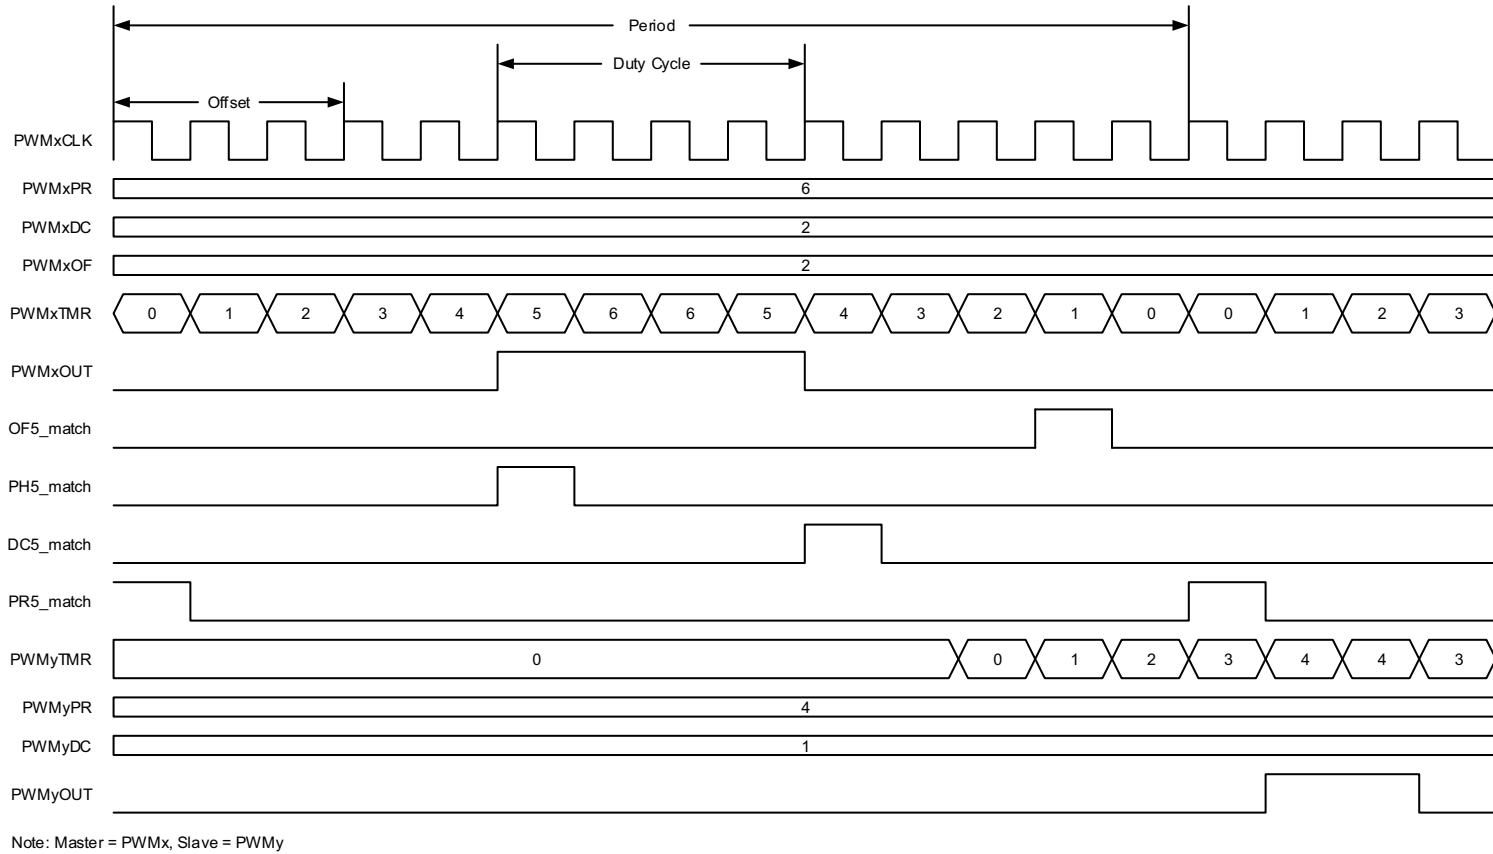 Period
Duty Cycle
Offset
PWMxCLK
PWMxPR 6
PWMxDC 2
PWMxOF 2
PWMxTMR 0 1 2 3 4 5 6 6 5 4 3 2 1 0 0 1 2 3
PWMxOUT
OF5_match
PH5_match
DC5_match
PR5_match
PWMyTMR 0 0 1 2 3 4 4 3
PWMyPR 4
PWMyDC 1
PWMyOUT
Note: Master = PWMx, Slave = PWMy